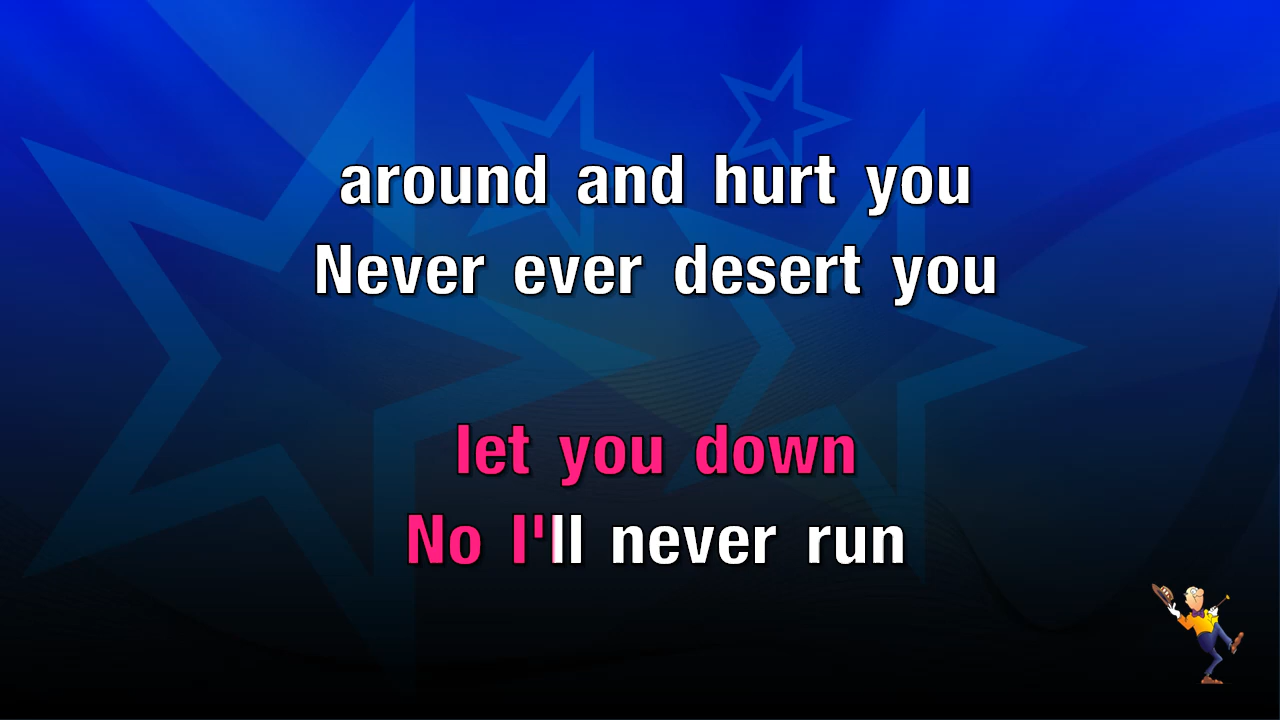 around and hurt you
Never ever desert you
let you down
No I'll never run